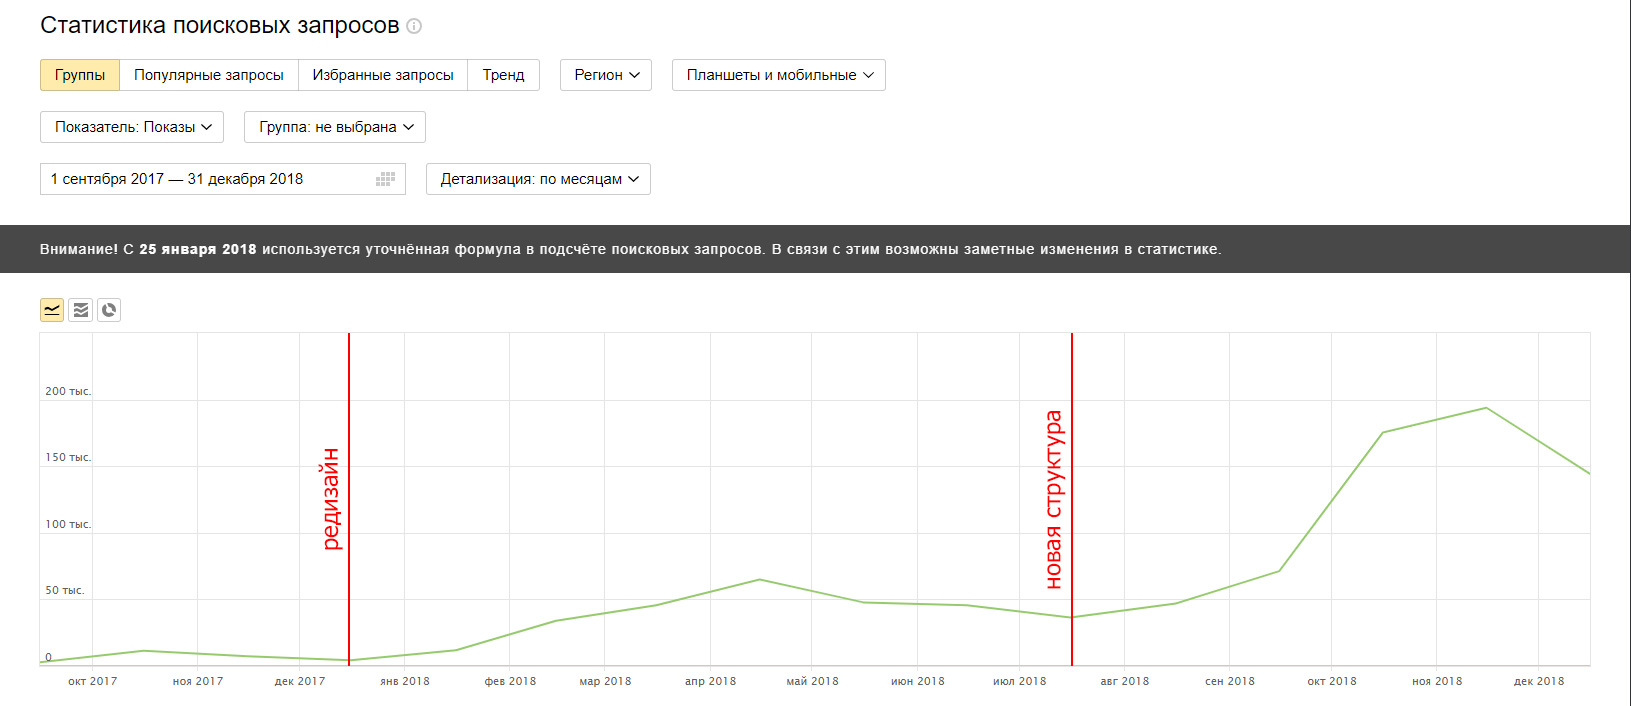 Статистика поисковых запросов
Группы Популярные запросы Избранные запросы Тренд Регион Планшеты и мобильные
Показатель: Показы Группа: не выбрана
1 сентября 2017 — 31 декабря 2018 Детализация: по месяцам
Внимание! С 25 января 2018 используется уточнённая формула в подсчёте поисковых запросов. В связи с этим возможны заметные изменения в статистике.
200 тыс.
150 тыс.
100 тыс.
50 тыс.
0
редизайн
новая структура
окт 2017 ноя 2017 дек 2017 янв 2018 фев 2018 мар 2018 апр 2018 май 2018 июн 2018 июл 2018 авг 2018 сен 2018 окт 2018 ноя 2018 дек 2018